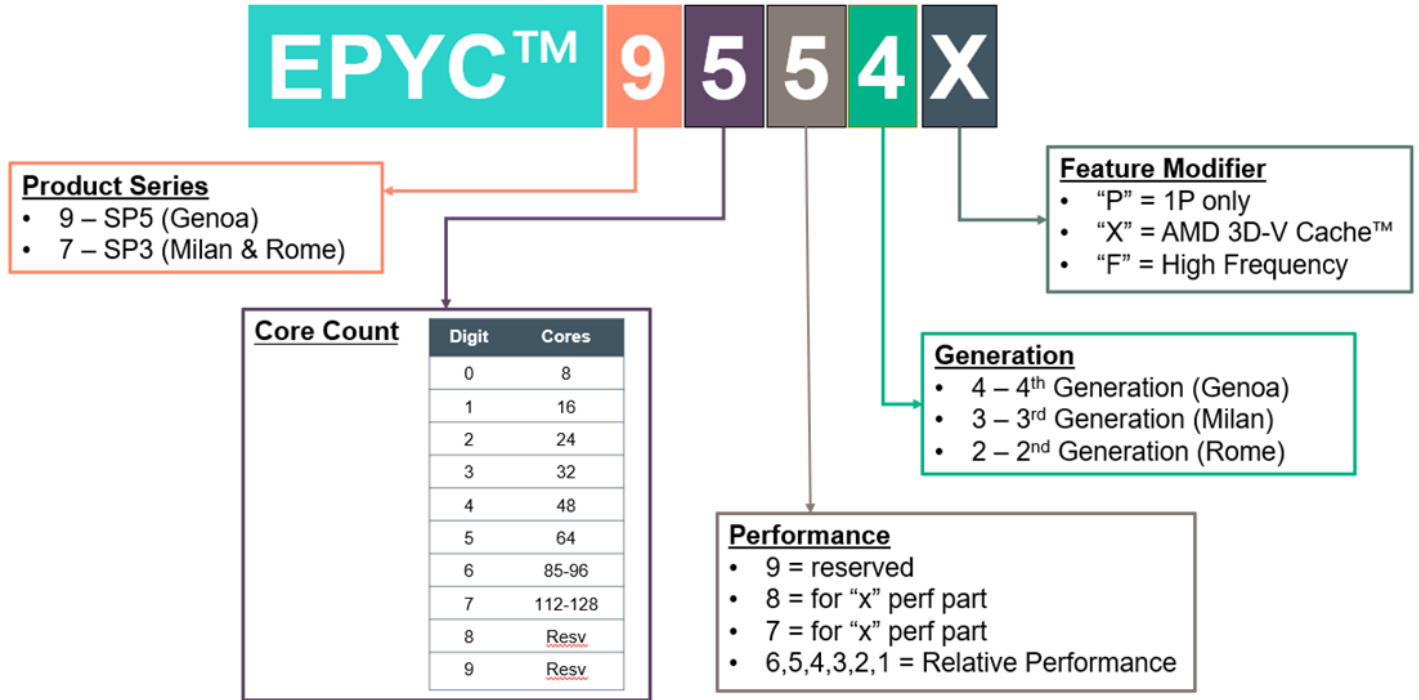 EPYC™ 9 5 5 4 X
Product Series
• 9 – SP5 (Genoa)
• 7 – SP3 (Milan & Rome)
Feature Modifier
• “P” = 1P only
• “X” = AMD 3D-V Cache™
• “F” = High Frequency
Core Count
Digit Cores
0 8
1 16
2 24
3 32
4 48
5 64
6 85-96
7 112-128
8 Resv
9 Resv
Generation
• 4 – 4th Generation (Genoa)
• 3 – 3rd Generation (Milan)
• 2 – 2nd Generation (Rome)
Performance
• 9 = reserved
• 8 = for “x” perf part
• 7 = for “x” perf part
• 6,5,4,3,2,1 = Relative Performance